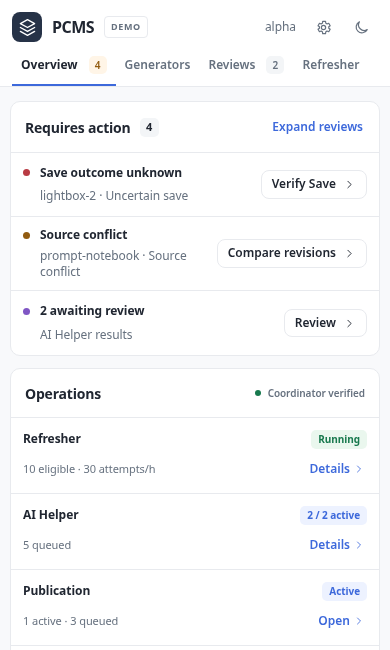 PCMS DEMO alpha
Overview 4 Generators Reviews 2 Refresher
Requires action 4 Expand reviews
Save outcome unknown
lightbox-2 · Uncertain save
Verify Save
Source conflict
prompt-notebook · Source
conflict
Compare revisions
2 awaiting review
AI Helper results
Review
Operations Coordinator verified
Refresher Running
10 eligible · 30 attempts/h Details
AI Helper 2 / 2 active
5 queued Details
Publication Active
1 active · 3 queued Open